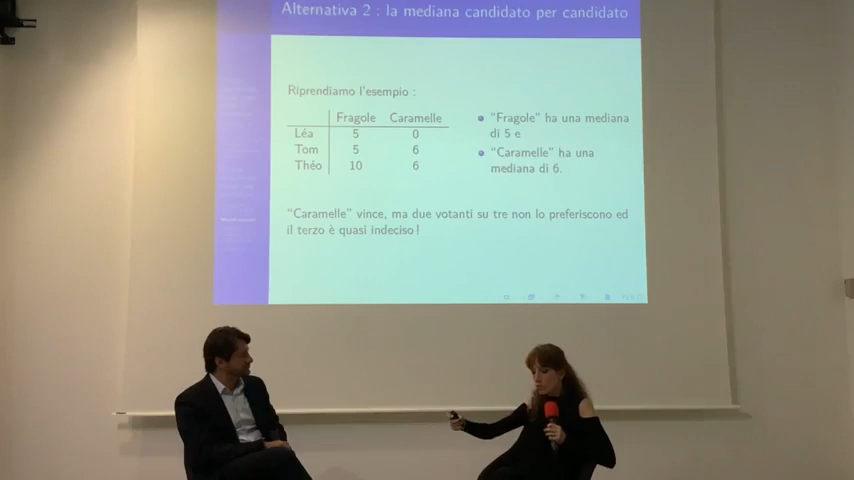 Alternativa 2 : la mediana candidato per candidato
Riprendiamo l'esempio :
Fragole Caramelle
Léa 5 0
Tom 5 6
Théo 10 6
"Fragole" ha una mediana
di 5 e
"Caramelle" ha una
mediana di 6.
"Caramelle" vince, ma due votanti su tre non lo preferiscono ed
il terzo è quasi indeciso !